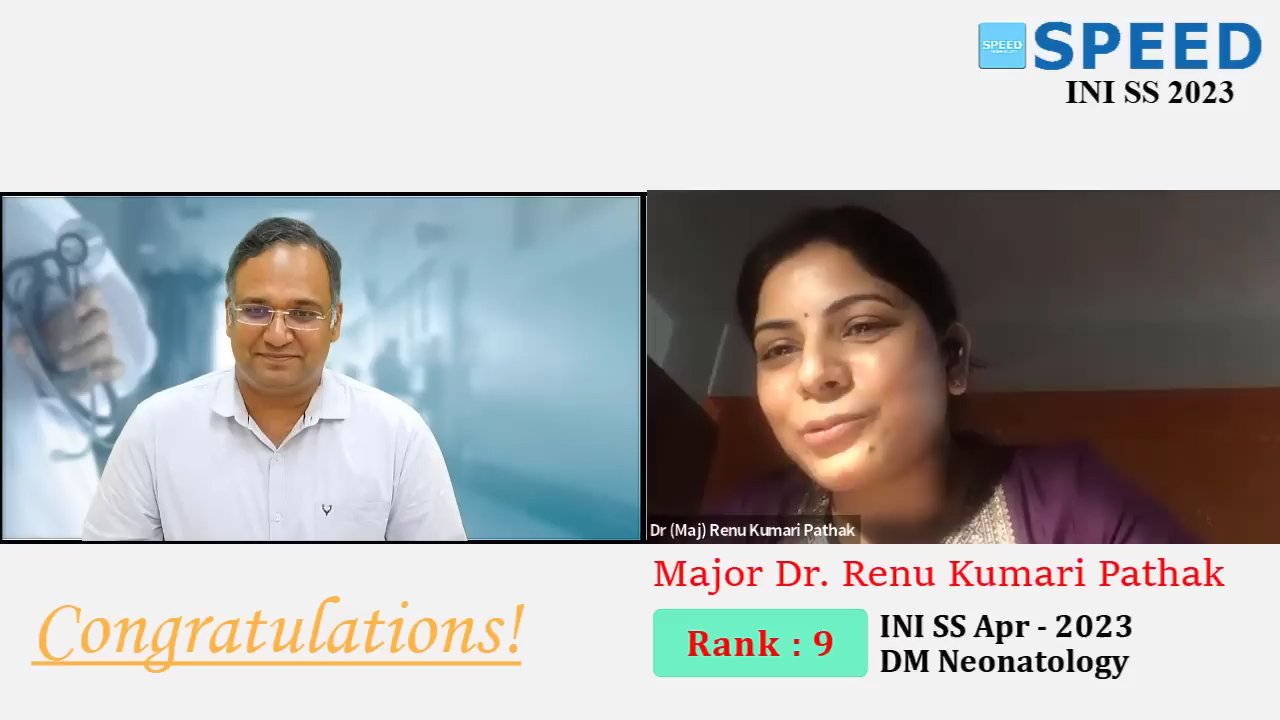 SPEED
SPEED
INI SS 2023
Dr (Maj) Renu Kumari Pathak
Major Dr. Renu Kumari Pathak
Congratulations!
Rank : 9
INI SS Apr - 2023
DM Neonatology